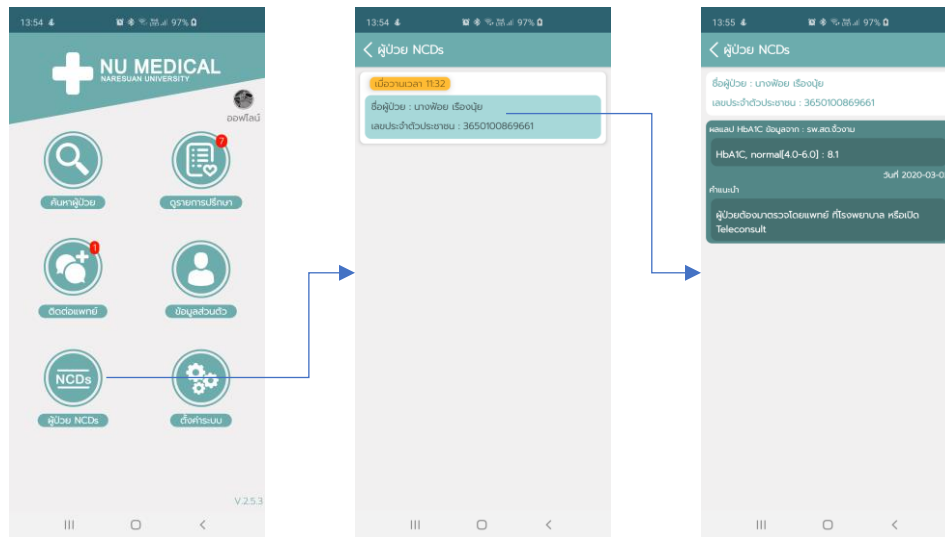 13:54
97%
NU MEDICAL
NARESUAN UNIVERSITY
ออฟไลน์
7
ค้นหาผู้ป่วย
ดูรายการปรึกษา
1
ติดต่อแพทย์
ข้อมูลส่วนตัว
NCDs
ผู้ป่วย NCDs
ตั้งค่าระบบ
V.2.5.3
13:54
97%
ผู้ป่วย NCDs
เมื่อวานเวลา 11:32
ชื่อผู้ป่วย : นางฟ้อย เรืองนุ้ย
เลขประจำตัวประชาชน : 3650100869661
13:55
97%
ผู้ป่วย NCDs
ชื่อผู้ป่วย : นางฟ้อย เรืองนุ้ย
เลขประจำตัวประชาชน : 3650100869661
ผลแลป HbA1C ข้อมูลจาก : รพ.สต.งิ้วงาม
HbA1C, normal[4.0-6.0] : 8.1
วันที่ 2020-03-0
คำแนะนำ
ผู้ป่วยต้องมาตรวจโดยแพทย์ ที่โรงพยาบาล หรือเปิด
Teleconsult